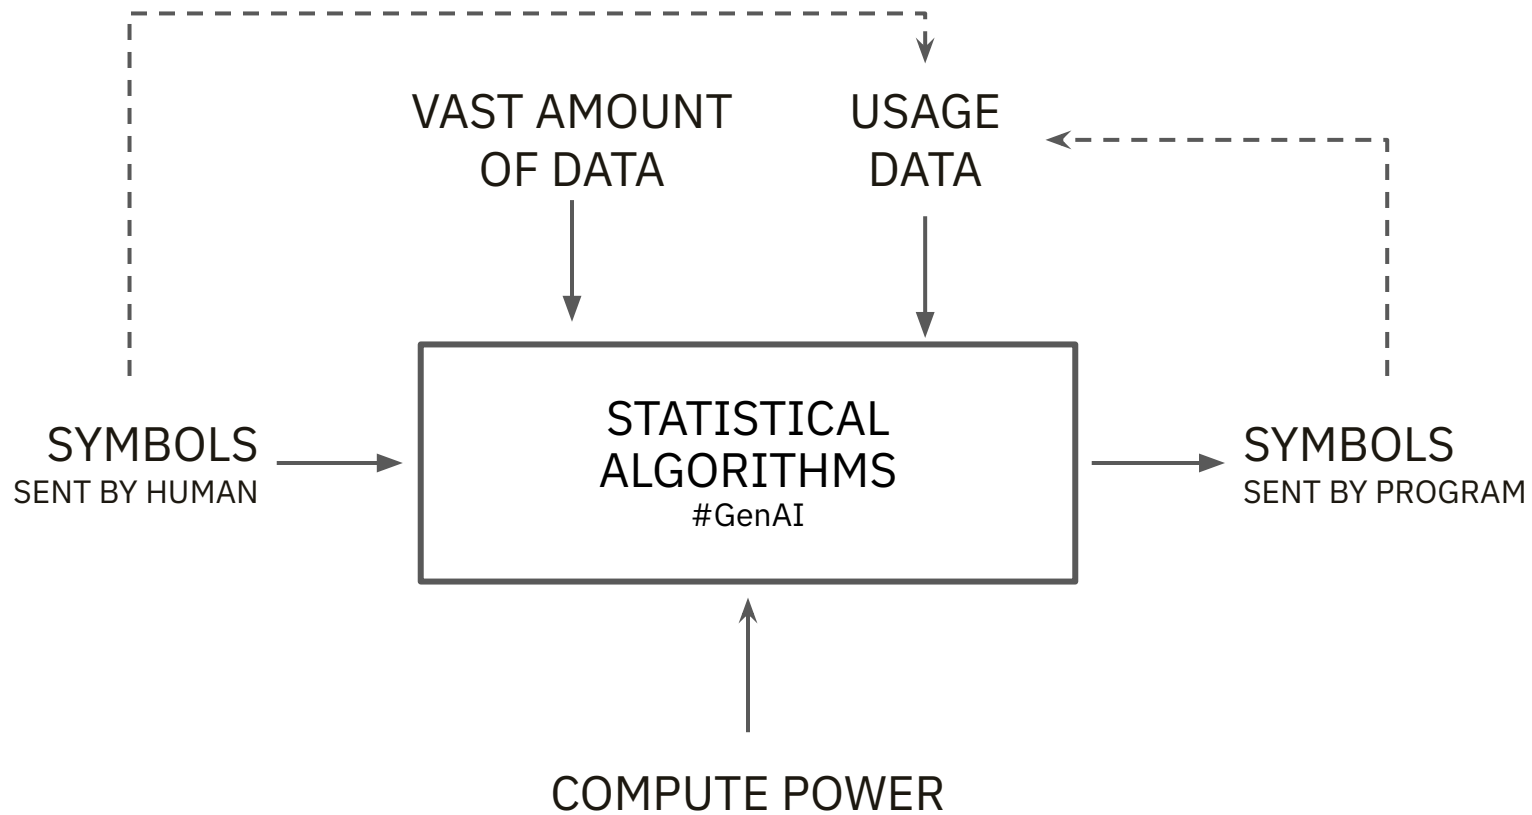 VAST AMOUNT
OF DATA
USAGE
DATA
SYMBOLS
SENT BY HUMAN
STATISTICAL
ALGORITHMS
#GenAI
SYMBOLS
SENT BY PROGRAM
COMPUTE POWER